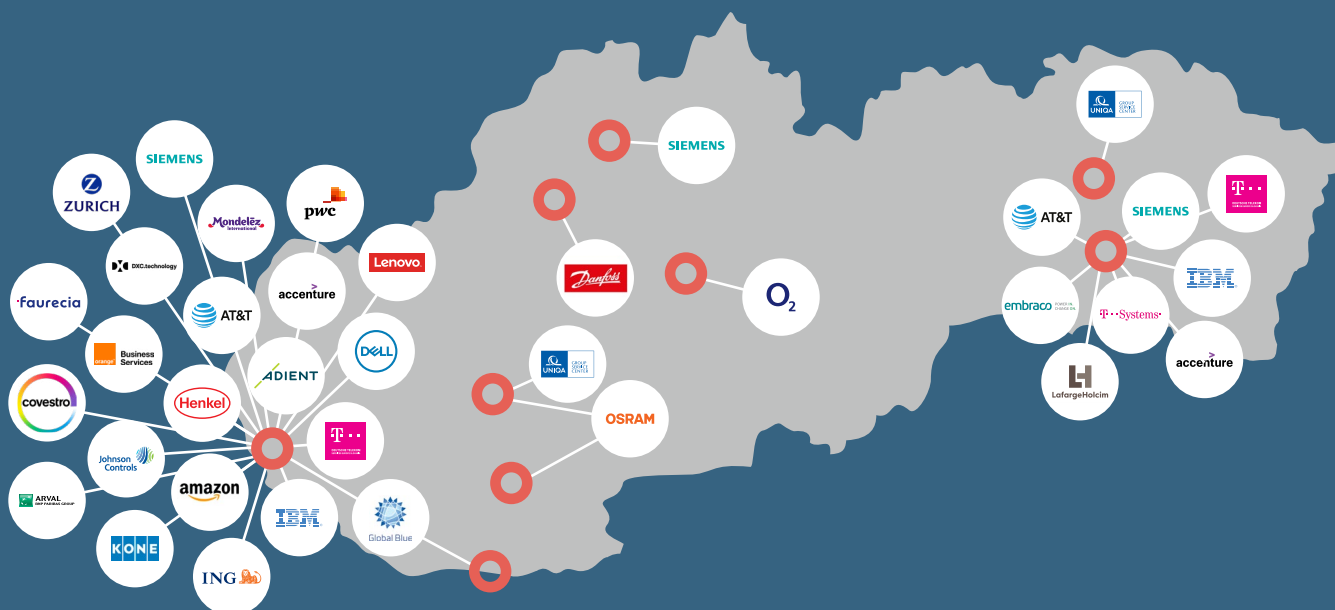 UNIQA
GROUP
SERVICE
CENTER
SIEMENS
SIEMENS
ZURICH
pwc
Mondelēz
International
T
SIEMENS
AT&T
DXC.technology
Lenovo
accenture
Danfoss
IBM
faurecia
O2
AT&T
embraco
T Systems
orange
Business
Services
DELL
UNIQA
GROUP
SERVICE
CENTER
accenture
ADIENT
LH
LafargeHolcim
covestro
Henkel
OSRAM
T
Johnson
Controls
amazon
ARVAL
BNP PARIBAS GROUP
IBM
Global Blue
KONE
ING